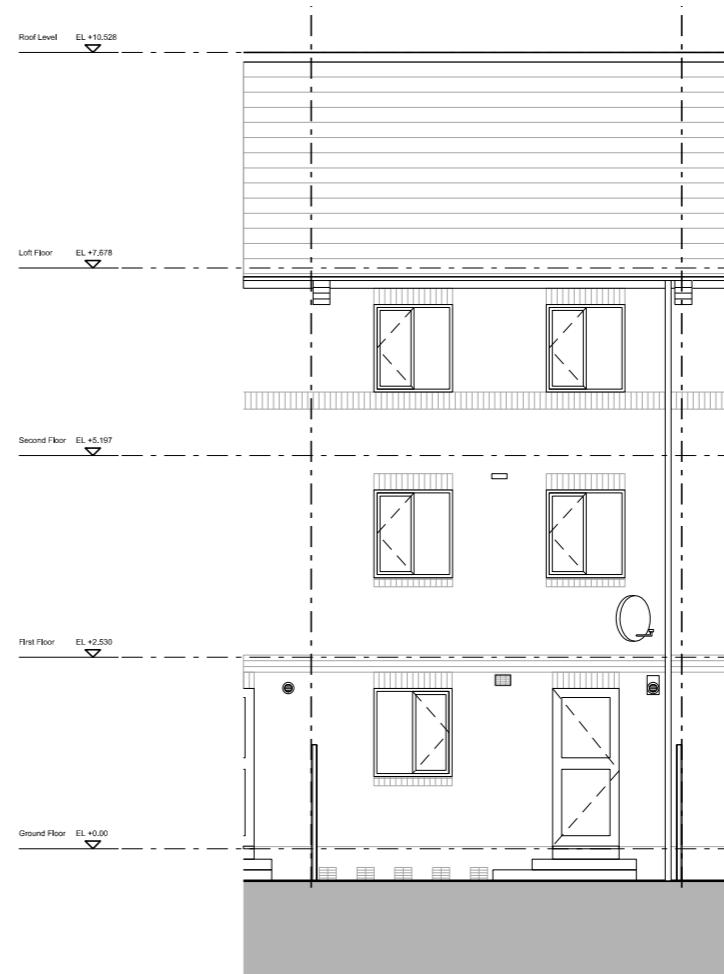 Roof Level EL +10.528
Loft Floor EL +7.678
Second Floor EL +5.197
First Floor EL +2.530
Ground Floor EL +0.00